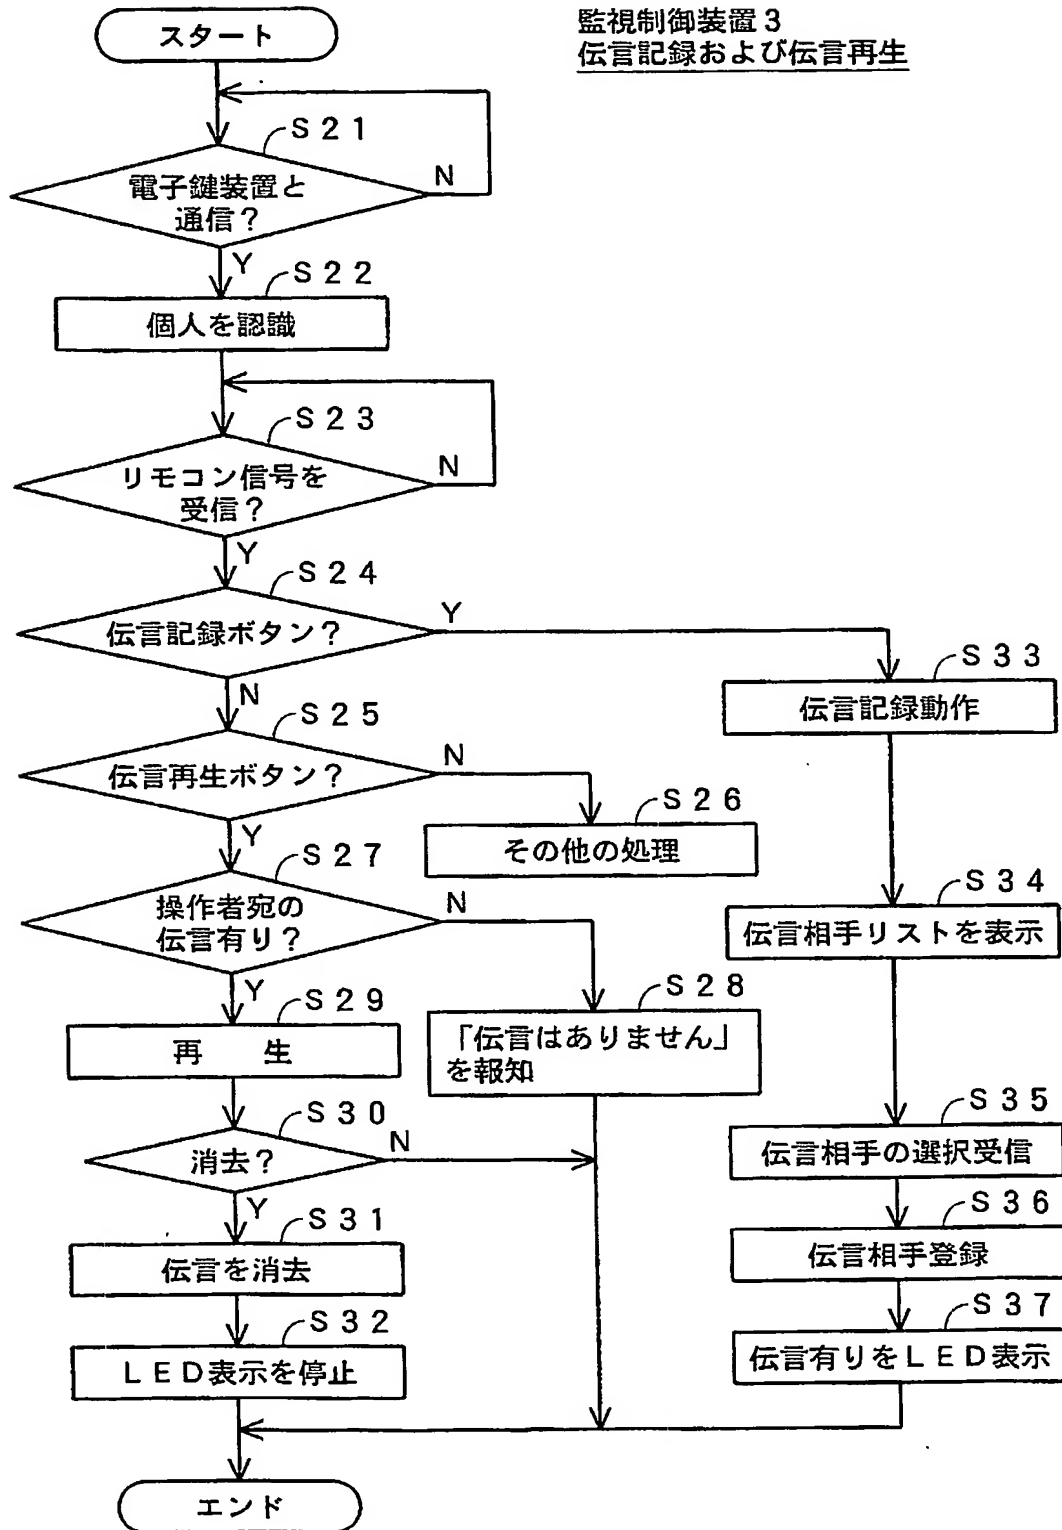 監視制御装置3
伝言記録および伝言再生
スタート
S21
電子鍵装置と
通信?
N
Y
S22
個人を認識
S23
リモコン信号を
受信?
N
Y
S24
伝言記録ボタン?
Y
N
S33
伝言記録動作
S25
伝言再生ボタン?
N
Y
S26
その他の処理
S27
操作者宛の
伝言有り?
N
Y
S34
伝言相手リストを表示
S28
「伝言はありません」
を報知
S29
再 生
S30
消去?
N
Y
S35
伝言相手の選択受信
S31
伝言を消去
S36
伝言相手登録
S32
LED表示を停止
S37
伝言有りをLED表示
エンド